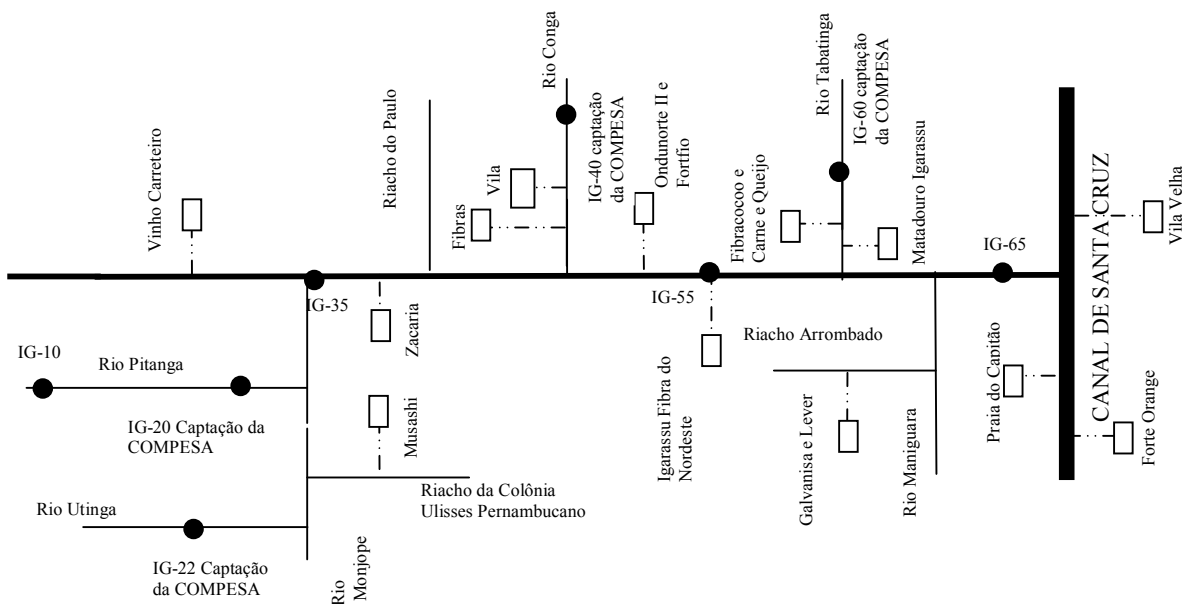 Vinho Carreteiro
Riacho do Paulo
Rio Conga
Fibras
Vila
IG-40 captação
da COMPESA
Ondunorte II e
Fortfio
Rio Tabatinga
IG-60 captação
da COMPESA
Fibracocoo e
Carne e Queijo
Matadouro Igarassu
IG-65
CANAL DE SANTA CRUZ
Vila Velha
IG-35
Zacaria
IG-55
Riacho Arrombado
IG-10
Rio Pitanga
IG-20 Captação da
COMPESA
Musashi
Igarassu Fibra do
Nordeste
Galvanisa e Lever
Rio Maniguara
Praia do Capitão
Forte Orange
Riacho da Colônia
Ulisses Pernambucano
Rio Utinga
IG-22 Captação
da COMPESA
Rio
Monjope